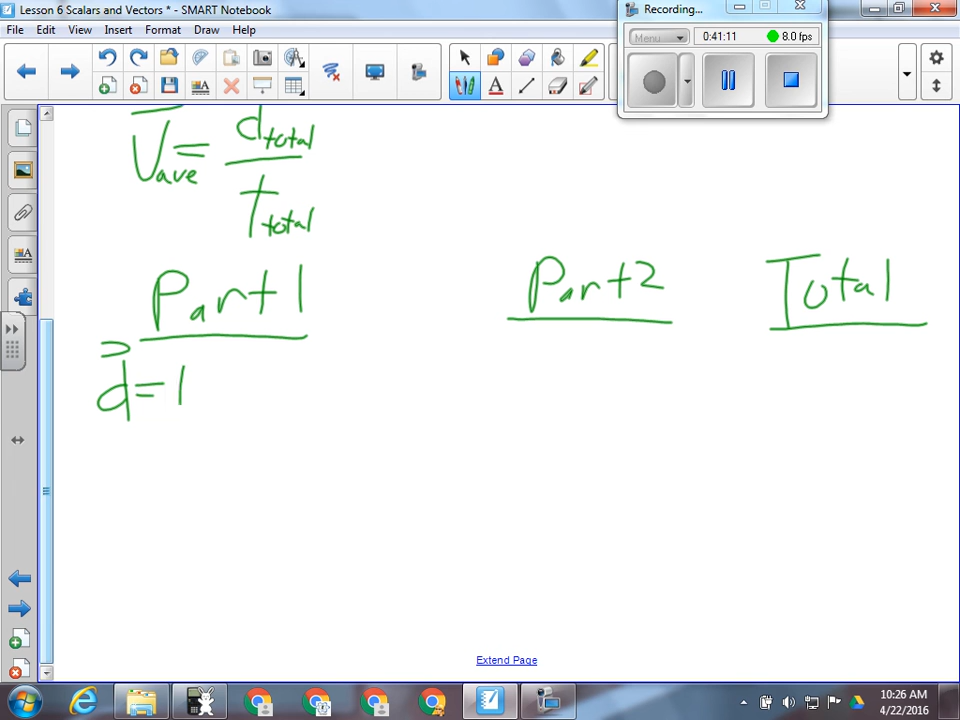 Lesson 6 Scalars and Vectors * - SMART Notebook
Recording...
File Edit View Insert Format Draw Help
Menu 0:41:11 8.0 fps
V̅ave = dtotal
Ttotal
Part 1 Part 2 Total
d⃗ = 1
Extend Page
10:26 AM
4/22/2016